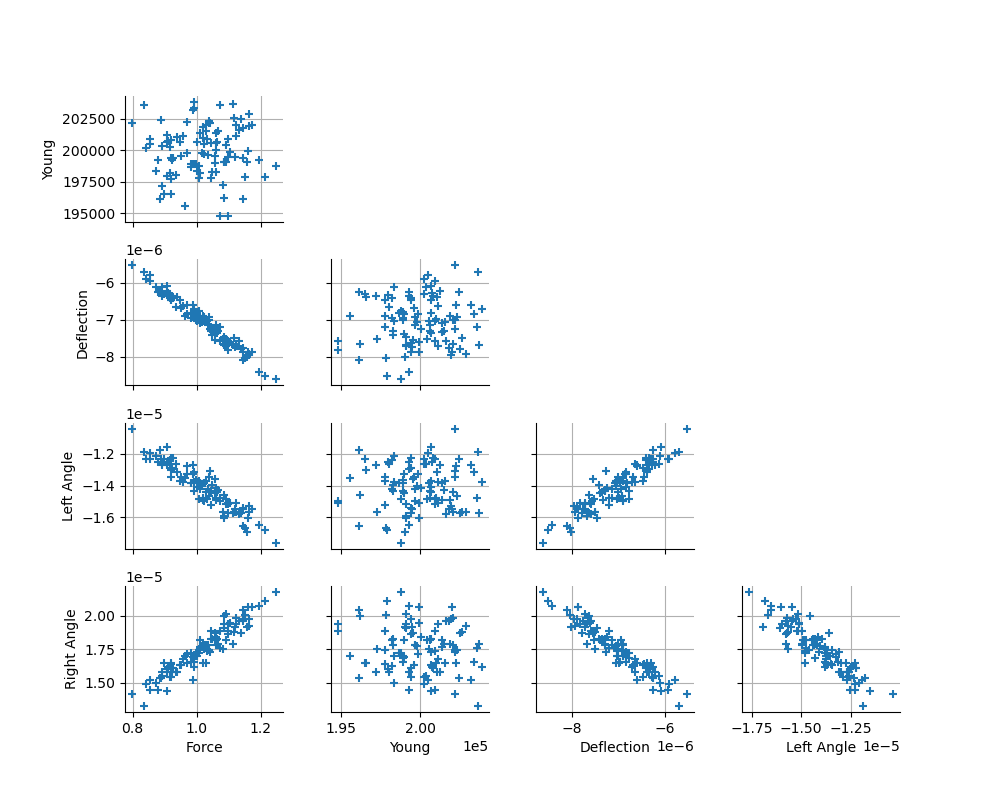 202500
200000
197500
195000
Young
1e−6
−6
−7
−8
Deflection
1e−5
−1.2
−1.4
−1.6
Left Angle
1e−5
2.00
1.75
1.50
Right Angle
0.8 1.0 1.2 1.95 2.00 −8 −6 −1.75 −1.50 −1.25
Force Young 1e5 Deflection 1e−6 Left Angle 1e−5